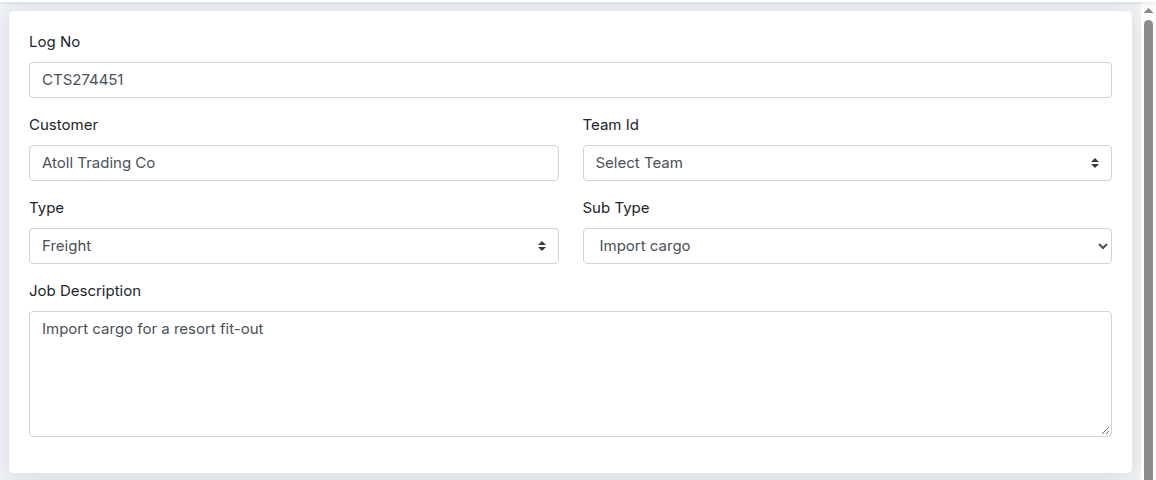 Log No
CTS274451
Customer
Team Id
Atoll Trading Co
Select Team
Type
Sub Type
Freight
Import cargo
Job Description
Import cargo for a resort fit-out